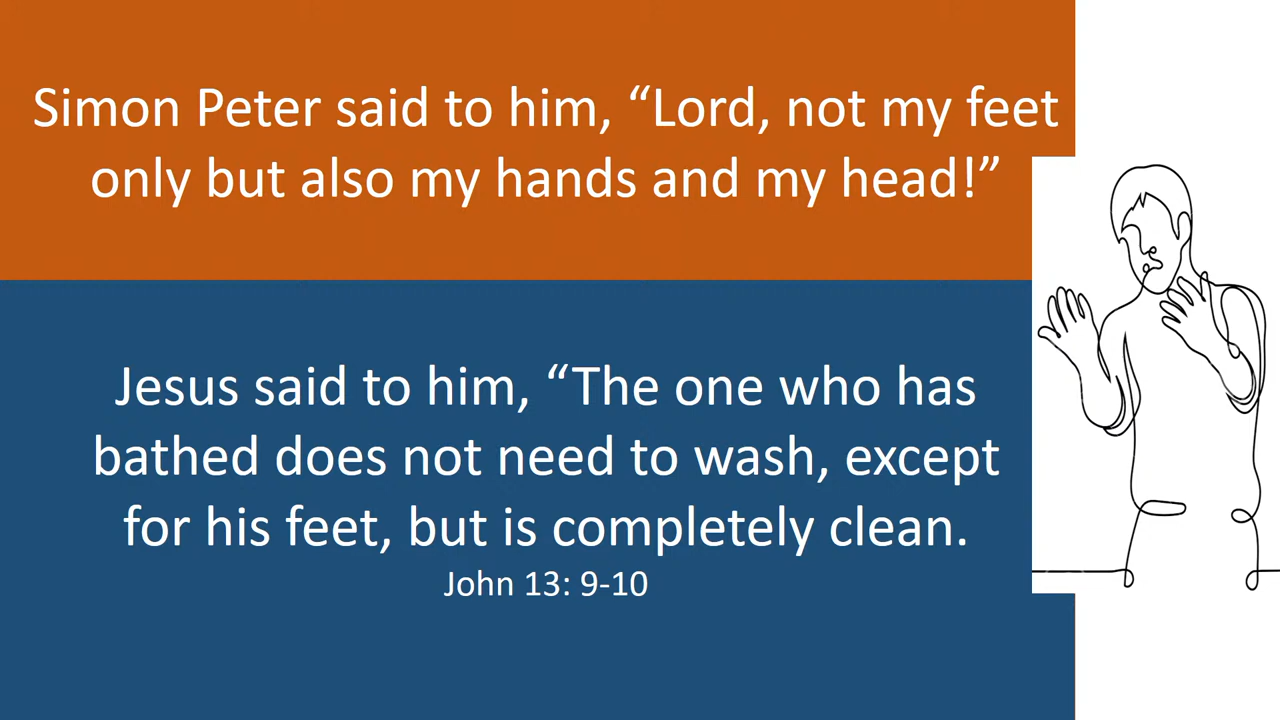 Simon Peter said to him, “Lord, not my feet
only but also my hands and my head!”
Jesus said to him, “The one who has
bathed does not need to wash, except
for his feet, but is completely clean.
John 13: 9-10